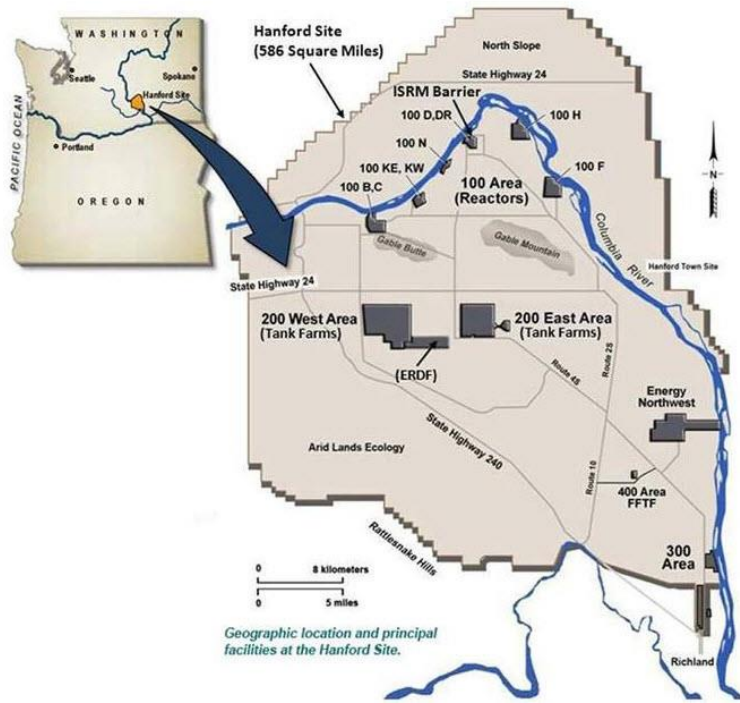 WASHINGTON
Seattle
Spokane
Hanford Site
PACIFIC OCEAN
Portland
OREGON
Hanford Site
(586 Square Miles)
North Slope
State Highway 24
ISRM Barrier
100 D,DR
100 H
100 N
100 KE, KW
100 F
100 B,C
100 Area
(Reactors)
N
Gable Butte
Gable Mountain
Columbia River
Hanford Town Site
State Highway 24
200 West Area
(Tank Farms)
200 East Area
(Tank Farms)
(ERDF)
Route 2S
Route 4S
Energy
Northwest
State Highway 240
Arid Lands Ecology
Route 10
400 Area
FFTF
300
Area
Rattlesnake Hills
0 8 kilometers
0 5 miles
Geographic location and principal
facilities at the Hanford Site.
Richland